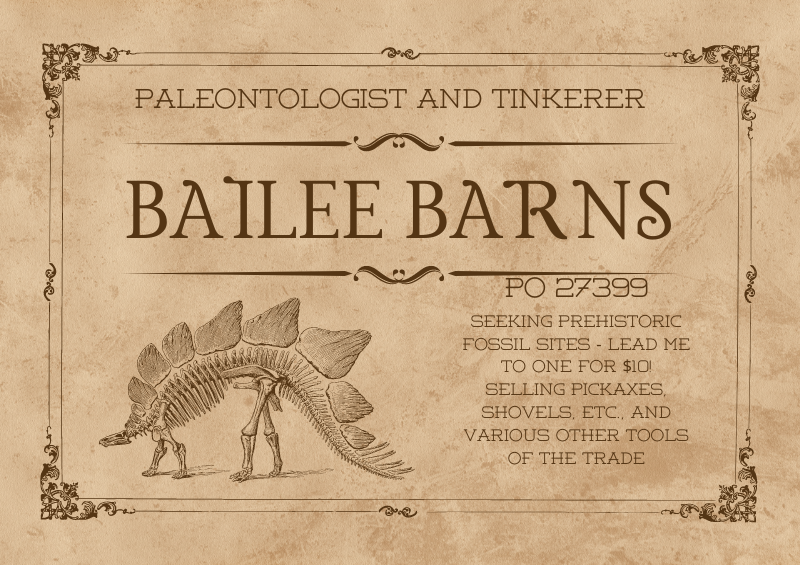 PALEONTOLOGIST AND TINKERER
BAILEE BARNS
PO 27399
SEEKING PREHISTORIC
FOSSIL SITES - LEAD ME
TO ONE FOR $10!
SELLING PICKAXES,
SHOVELS, ETC., AND
VARIOUS OTHER TOOLS
OF THE TRADE